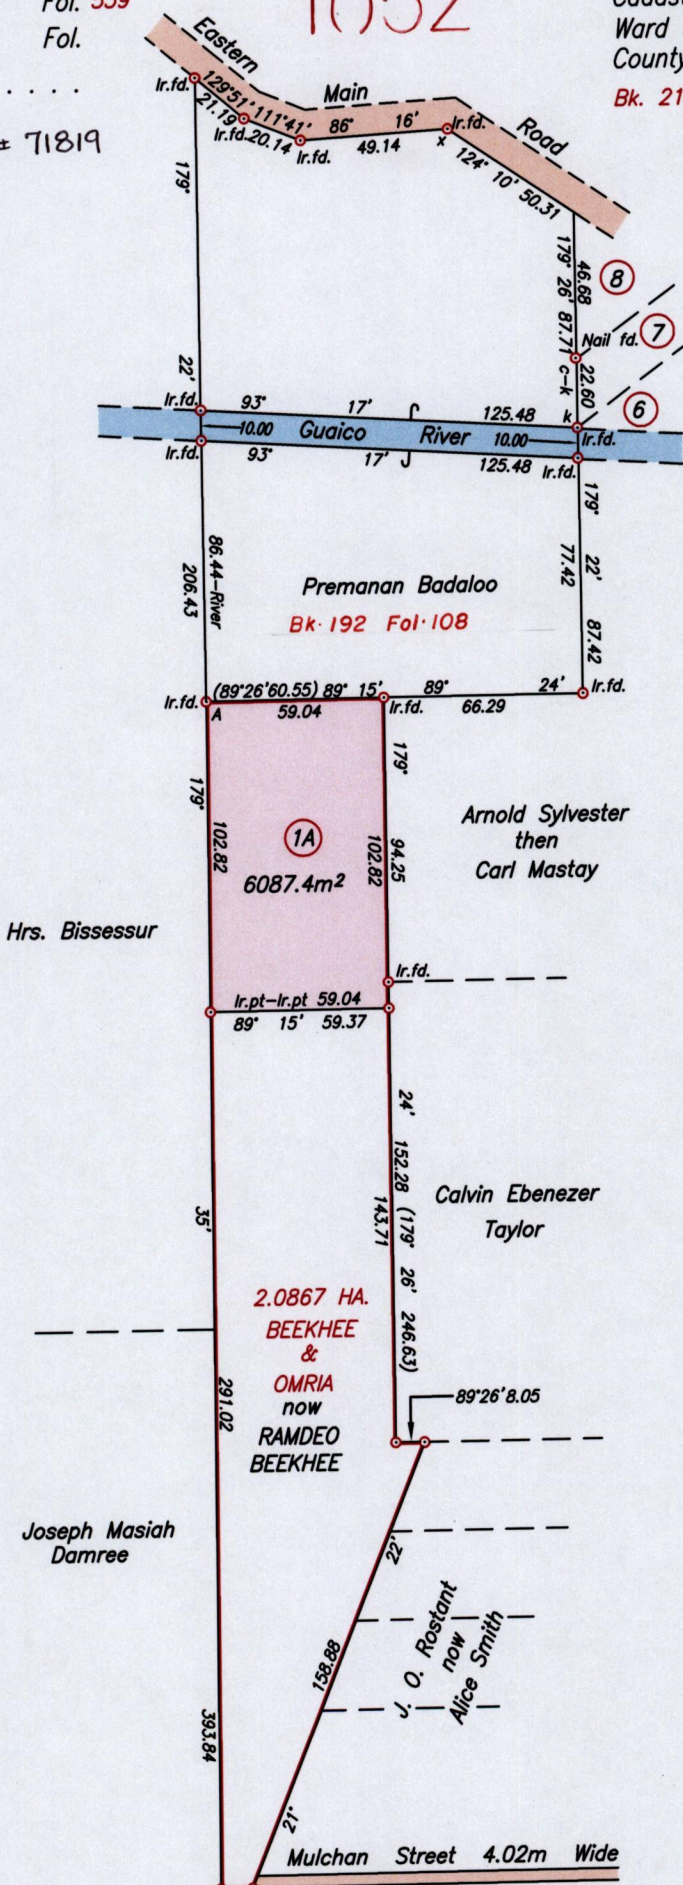 Fol. 559
1052
Fol.
Ward
County
Bk. 21
. . . .
± 71819
Eastern Main Road
Ir.fd.
129°51' 111°41' 86° 16' Ir.fd.
21.19 Ir.fd. 20.14 Ir.fd. 49.14 x 124° 10' 50.31
179°
46.68
179° 26' 87.71
8
Nail fd. 7
c-k 22.60
22'
6
k
Ir.fd. 93° 17' 125.48
10.00 Guaico River 10.00 Ir.fd.
Ir.fd. 93° 17' 125.48 Ir.fd.
179°
86.44-River
206.43
77.42
22'
87.42
Premanan Badaloo
Bk. 192 Fol. 108
Ir.fd. (89°26'60.55) 89° 15' 89° 24' Ir.fd.
A 59.04 Ir.fd. 66.29
179°
179°
102.82
102.82
94.25
1A
6087.4m²
Arnold Sylvester
then
Carl Mastay
Hrs. Bissessur
Ir.fd.
Ir.pt-Ir.pt 59.04
89° 15' 59.37
24'
152.28 (179° 26' 246.63)
143.71
Calvin Ebenezer
Taylor
35'
2.0867 HA.
BEEKHEE
&
OMRIA
now
RAMDEO
BEEKHEE
291.02
89°26'8.05
Joseph Masiah
Damree
22'
J. O. Rostant
now
Alice Smith
158.88
393.84
21°
Mulchan Street 4.02m Wide